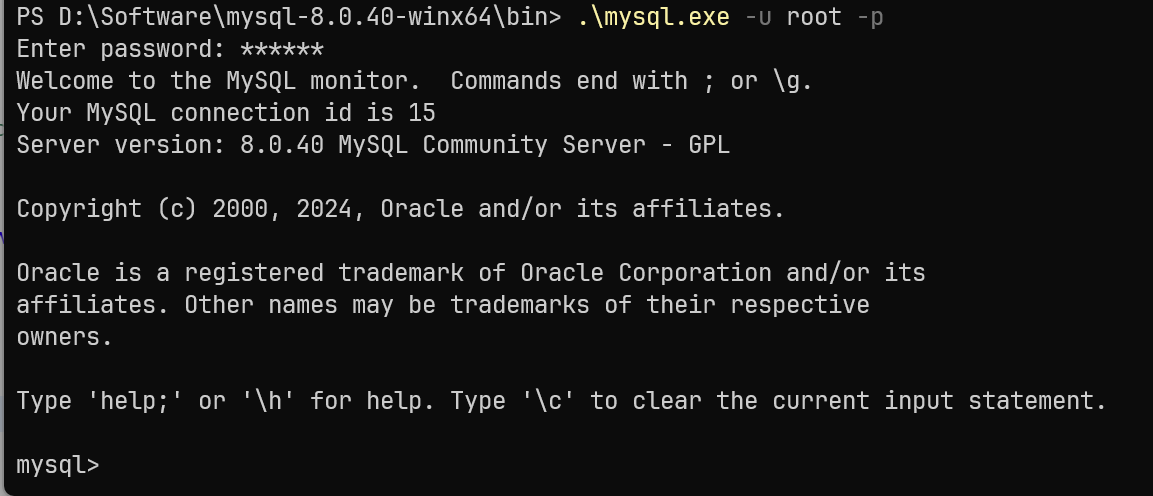 PS D:\Software\mysql-8.0.40-winx64\bin> .\mysql.exe -u root -p
Enter password: ******
Welcome to the MySQL monitor.  Commands end with ; or \g.
Your MySQL connection id is 15
Server version: 8.0.40 MySQL Community Server - GPL

Copyright (c) 2000, 2024, Oracle and/or its affiliates.

Oracle is a registered trademark of Oracle Corporation and/or its
affiliates. Other names may be trademarks of their respective
owners.

Type 'help;' or '\h' for help. Type '\c' to clear the current input statement.

mysql>